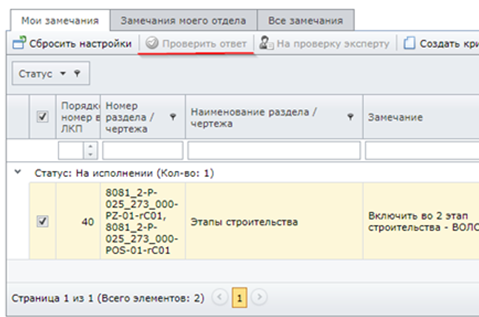 Мои замечания Замечания моего отдела Все замечания
Сбросить настройки Проверить ответ На проверку эксперту Создать кри
Статус
Порядко номер в ЛКП Номер раздела / чертежа Наименование раздела / чертежа Замечание
Статус: На исполнении (Кол-во: 1)
8081_2-P-
025_273_000-
PZ-01-rC01,
40 8081_2-P- Этапы строительства Включить во 2 этап
025_273_000- строительства - ВОЛО
POS-01-rC01
Страница 1 из 1 (Всего элементов: 2) 1